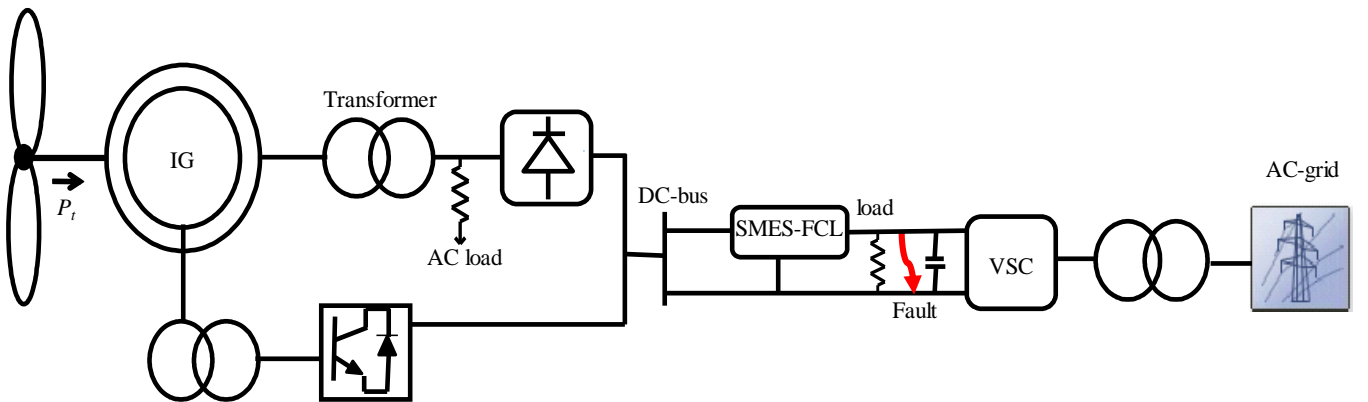 Transformer
IG
P_t
AC load
DC-bus
SMES-FCL
load
Fault
VSC
AC-grid